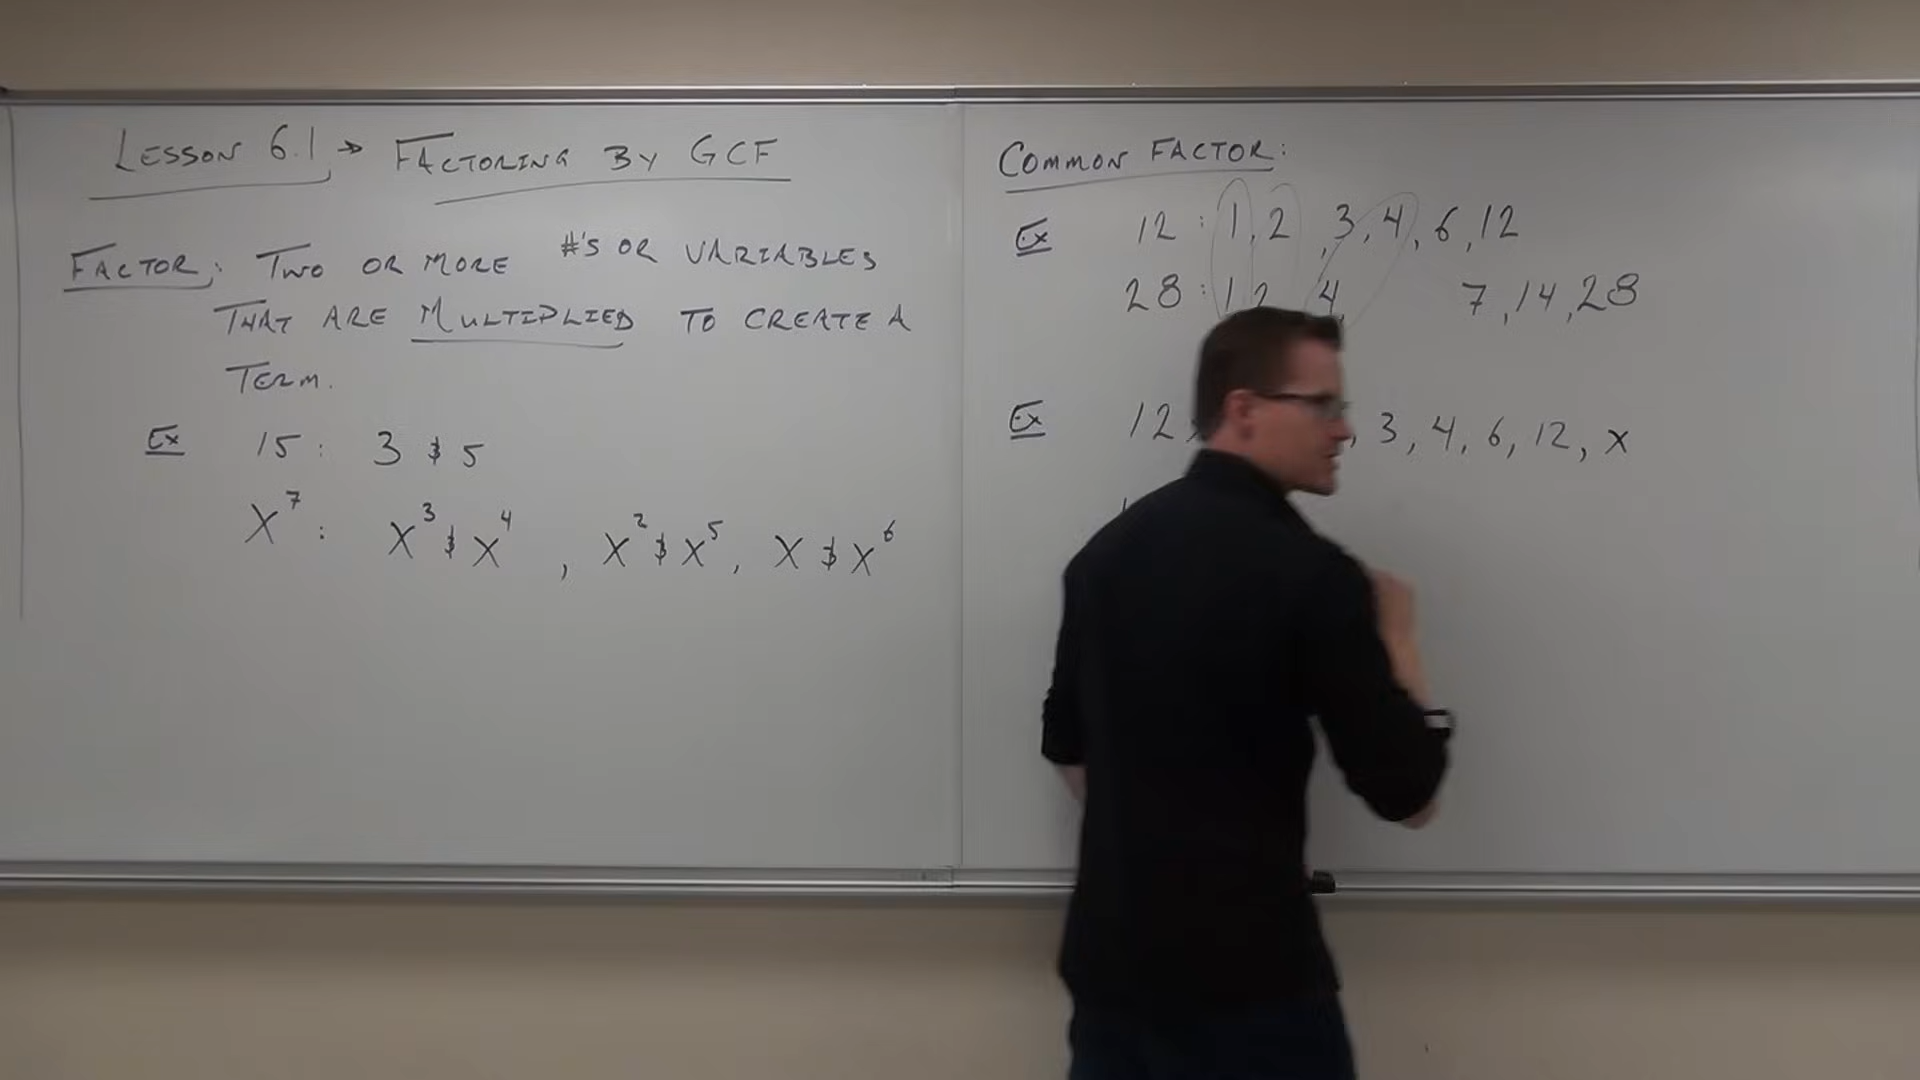 LESSON 6.1 → FACTORING BY GCF
FACTOR: TWO OR MORE #'S OR VARIABLES
THAT ARE MULTIPLIED TO CREATE A
TERM.
Ex 15: 3 & 5
x⁷: x³ & x⁴, x² & x⁵, x & x⁶
COMMON FACTOR:
Ex 12: 1, 2, 3, 4, 6, 12
28: 1, 2, 4, 7, 14, 28
Ex 12 , 3, 4, 6, 12, x